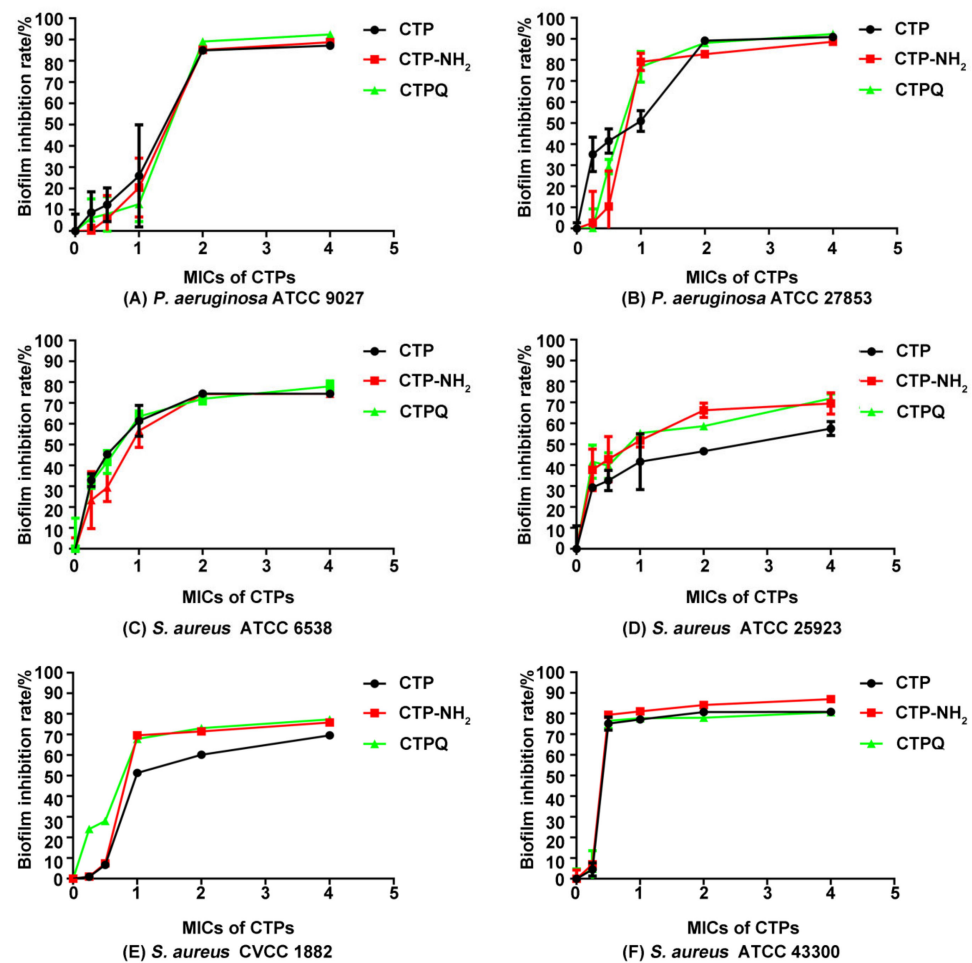 Biofilm inhibition rate/%
100
90
80
70
60
50
40
30
20
10
0
0 1 2 3 4 5
CTP
CTP-NH2
CTPQ
MICs of CTPs
(A) P. aeruginosa ATCC 9027
Biofilm inhibition rate/%
100
90
80
70
60
50
40
30
20
10
0
0 1 2 3 4 5
CTP
CTP-NH2
CTPQ
MICs of CTPs
(B) P. aeruginosa ATCC 27853
Biofilm inhibition rate/%
100
90
80
70
60
50
40
30
20
10
0
0 1 2 3 4 5
CTP
CTP-NH2
CTPQ
MICs of CTPs
(C) S. aureus ATCC 6538
Biofilm inhibition rate/%
100
90
80
70
60
50
40
30
20
10
0
0 1 2 3 4 5
CTP
CTP-NH2
CTPQ
MICs of CTPs
(D) S. aureus ATCC 25923
Biofilm inhibition rate/%
100
90
80
70
60
50
40
30
20
10
0
0 1 2 3 4 5
CTP
CTP-NH2
CTPQ
MICs of CTPs
(E) S. aureus CVCC 1882
Biofilm inhibition rate/%
100
90
80
70
60
50
40
30
20
10
0
0 1 2 3 4 5
CTP
CTP-NH2
CTPQ
MICs of CTPs
(F) S. aureus ATCC 43300